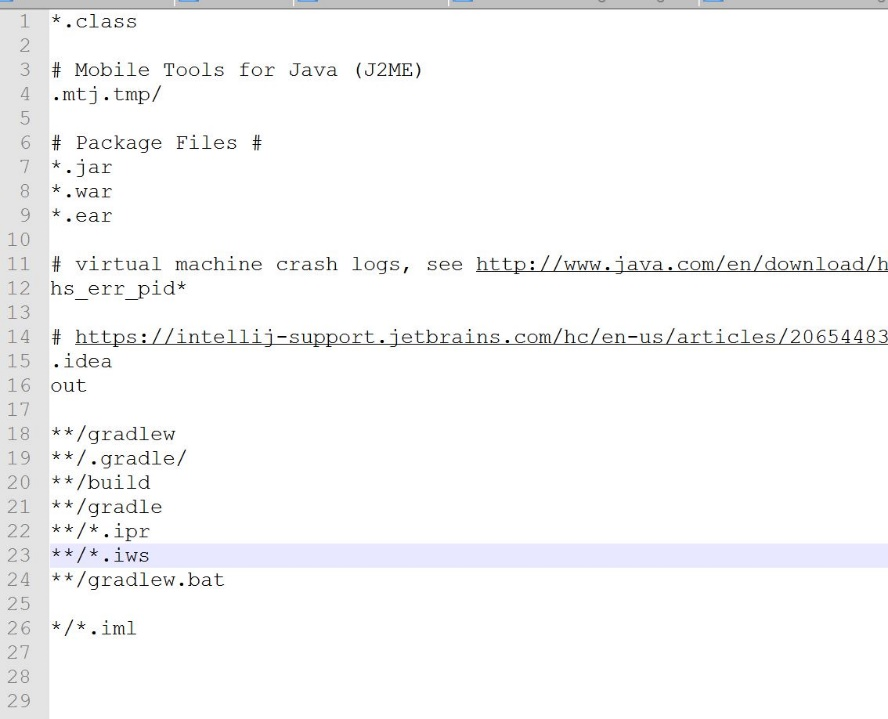 1 *.class
2
3 # Mobile Tools for Java (J2ME)
4 .mtj.tmp/
5
6 # Package Files #
7 *.jar
8 *.war
9 *.ear
10
11 # virtual machine crash logs, see http://www.java.com/en/download/h
12 hs_err_pid*
13
14 # https://intellij-support.jetbrains.com/hc/en-us/articles/20654483
15 .idea
16 out
17
18 **/gradlew
19 **/.gradle/
20 **/build
21 **/gradle
22 **/*.ipr
23 **/*.iws
24 **/gradlew.bat
25
26 */*.iml
27
28
29